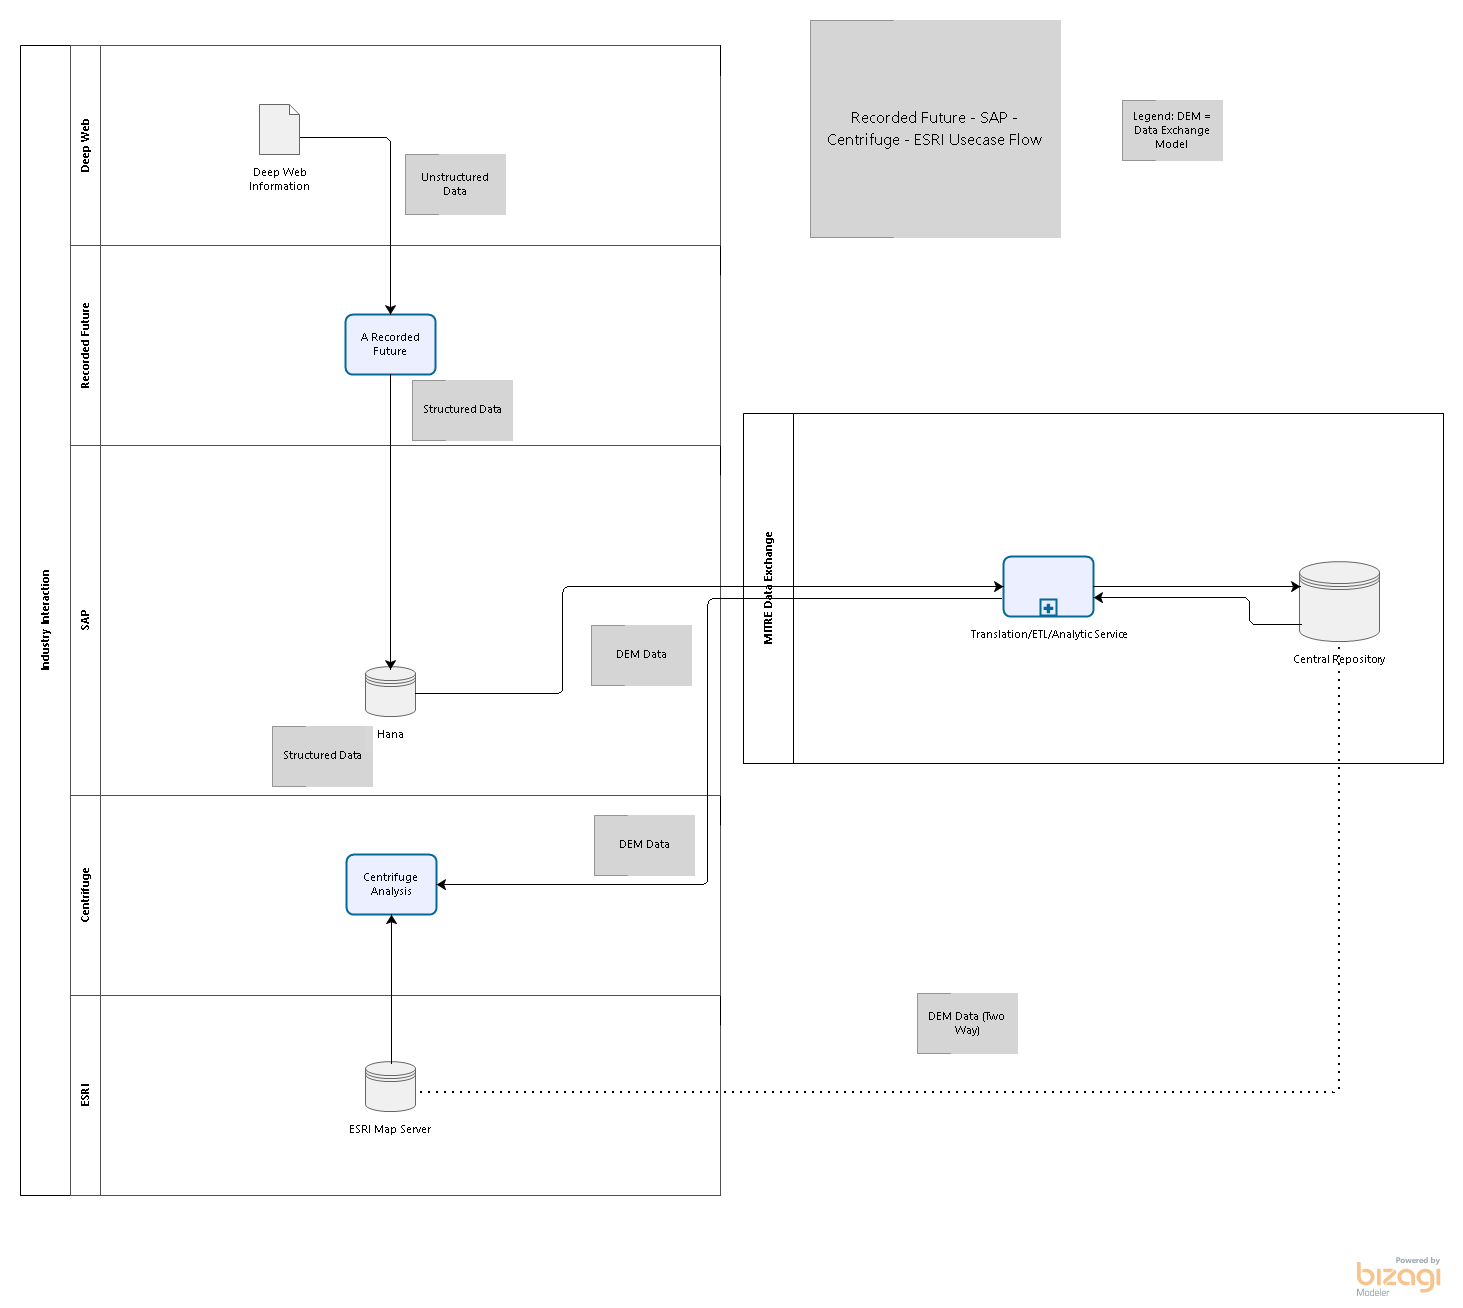 Recorded Future - SAP -
Centrifuge - ESRI Usecase Flow
Legend: DEM =
Data Exchange
Model
Industry Interaction
Deep Web
Deep Web
Information
Unstructured
Data
Recorded Future
A Recorded
Future
Structured Data
SAP
Hana
Structured Data
DEM Data
MITRE Data Exchange
Translation/ETL/Analytic Service
Central Repository
Centrifuge
Centrifuge
Analysis
DEM Data
ESRI
ESRI Map Server
DEM Data (Two
Way)
Powered by
bizagi
Modeler